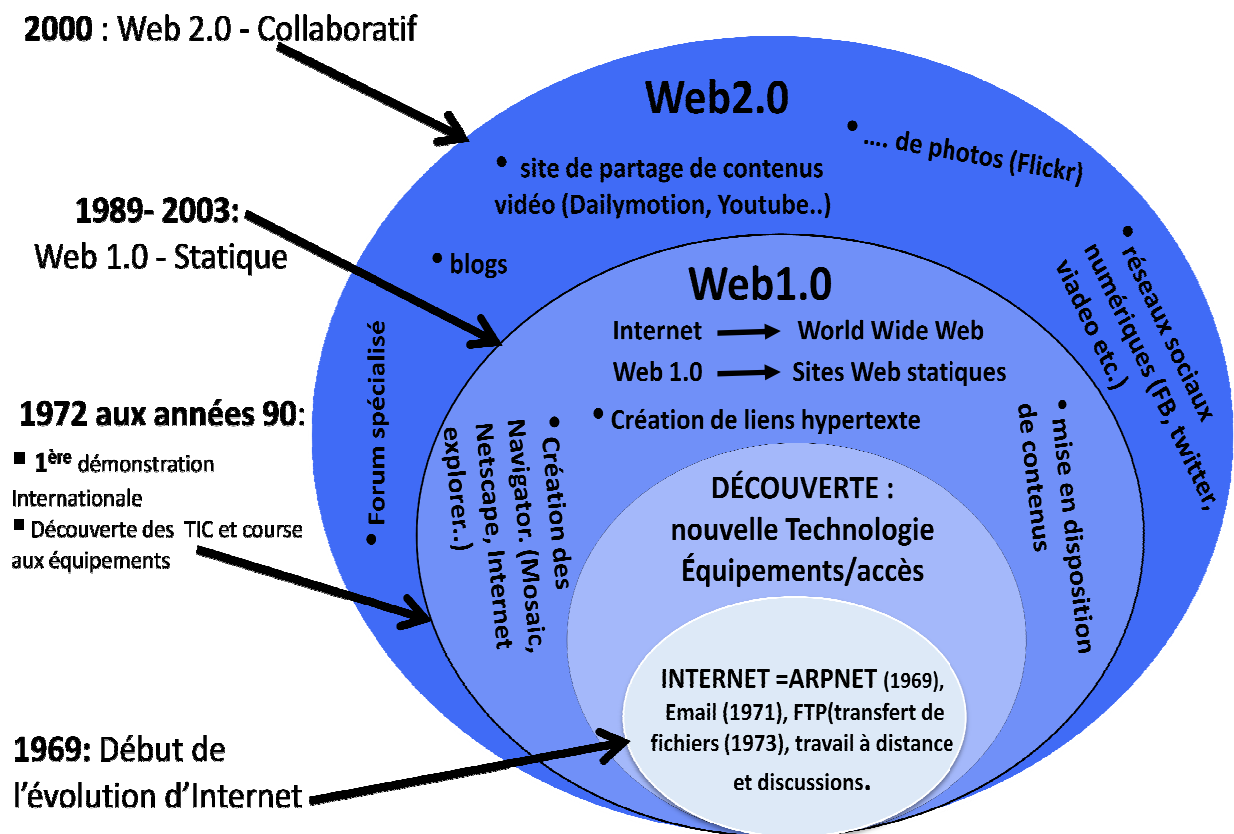 2000 : Web 2.0 - Collaboratif
1989- 2003:
Web 1.0 - Statique
1972 aux années 90:
▪ 1ère démonstration
Internationale
▪ Découverte des TIC et course
aux équipements
1969: Début de
l'évolution d'Internet
Web2.0
• site de partage de contenus
vidéo (Dailymotion, Youtube..)
• .... de photos (Flickr)
• réseaux sociaux
numériques (FB, twitter,
viadeo etc.)
• blogs
• Forum spécialisé
Web1.0
Internet → World Wide Web
Web 1.0 → Sites Web statiques
• Création de liens hypertexte
• Création des
Navigator. (Mosaic,
Netscape, Internet
explorer..)
• mise en disposition
de contenus
DÉCOUVERTE :
nouvelle Technologie
Équipements/accès
INTERNET =ARPNET (1969),
Email (1971), FTP(transfert de
fichiers (1973), travail à distance
et discussions.